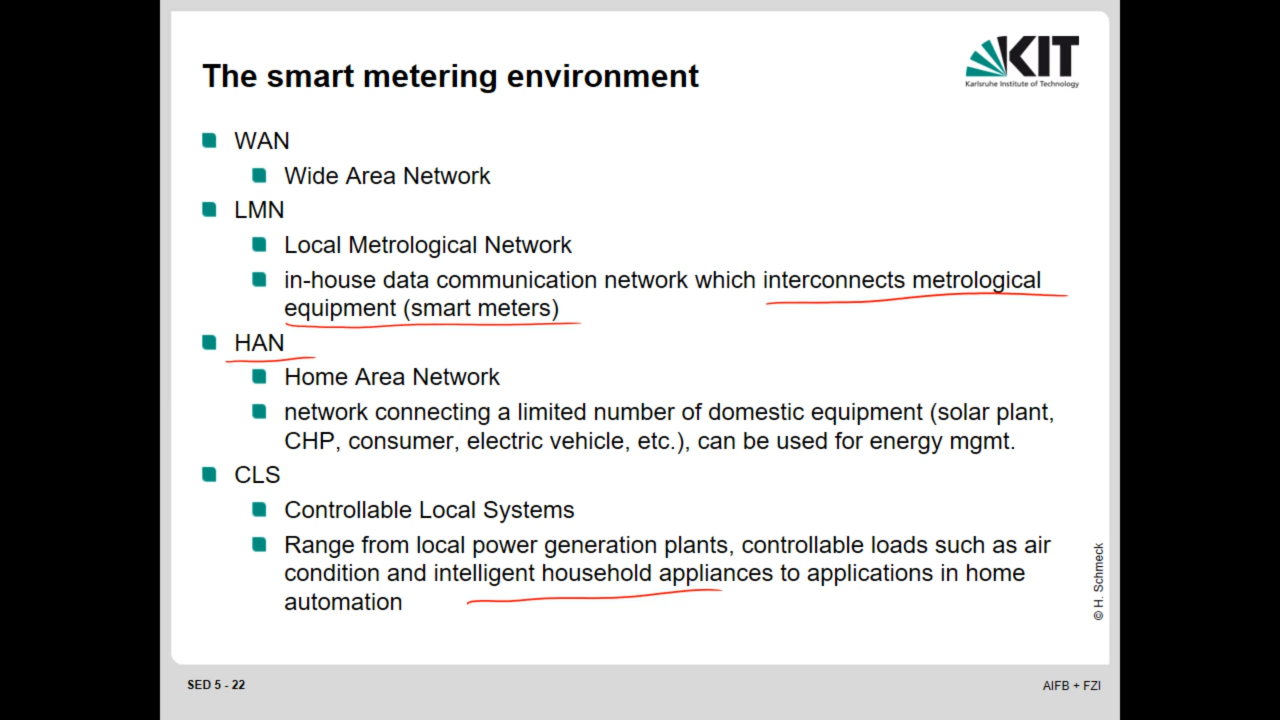 The smart metering environment
KIT
Karlsruhe Institute of Technology
WAN
Wide Area Network
LMN
Local Metrological Network
in-house data communication network which interconnects metrological
equipment (smart meters)
HAN
Home Area Network
network connecting a limited number of domestic equipment (solar plant,
CHP, consumer, electric vehicle, etc.), can be used for energy mgmt.
CLS
Controllable Local Systems
Range from local power generation plants, controllable loads such as air
condition and intelligent household appliances to applications in home
automation
© H. Schmeck
SED 5 - 22
AIFB + FZI